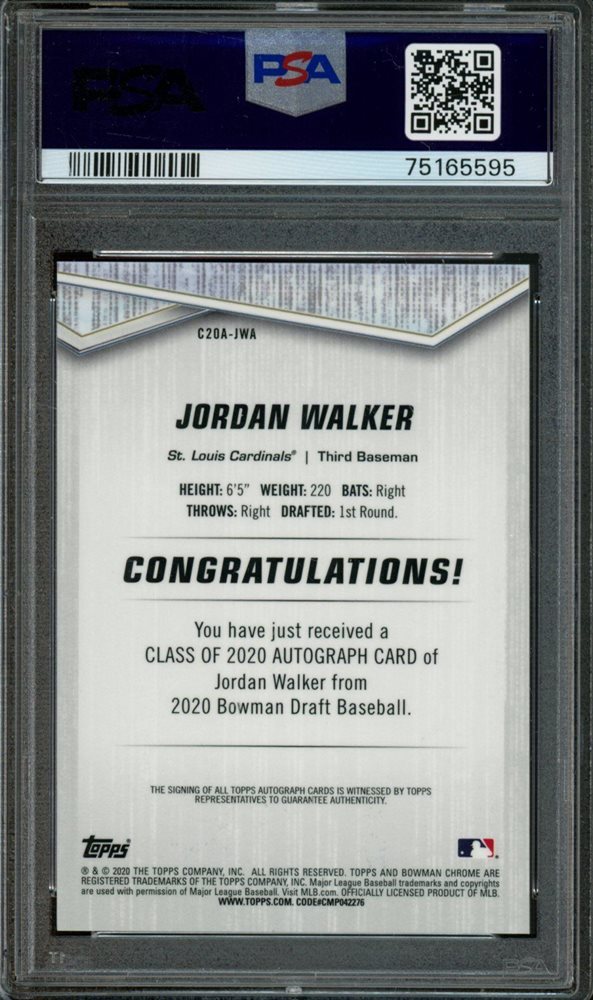 PSA
PSA
75165595
C20A-JWA
JORDAN WALKER
St. Louis Cardinals® | Third Baseman
HEIGHT: 6'5" WEIGHT: 220 BATS: Right
THROWS: Right DRAFTED: 1st Round.
CONGRATULATIONS!
You have just received a
CLASS OF 2020 AUTOGRAPH CARD of
Jordan Walker from
2020 Bowman Draft Baseball.
THE SIGNING OF ALL TOPPS AUTOGRAPH CARDS IS WITNESSED BY TOPPS
REPRESENTATIVES TO GUARANTEE AUTHENTICITY.
topps
® & © 2020 THE TOPPS COMPANY, INC. ALL RIGHTS RESERVED. TOPPS AND BOWMAN CHROME ARE
REGISTERED TRADEMARKS OF THE TOPPS COMPANY, INC. Major League Baseball trademarks and copyrights
are used with permission of Major League Baseball. Visit MLB.com. OFFICIALLY LICENSED PRODUCT OF MLB.
WWW.TOPPS.COM. CODE#CMP042276
PSA